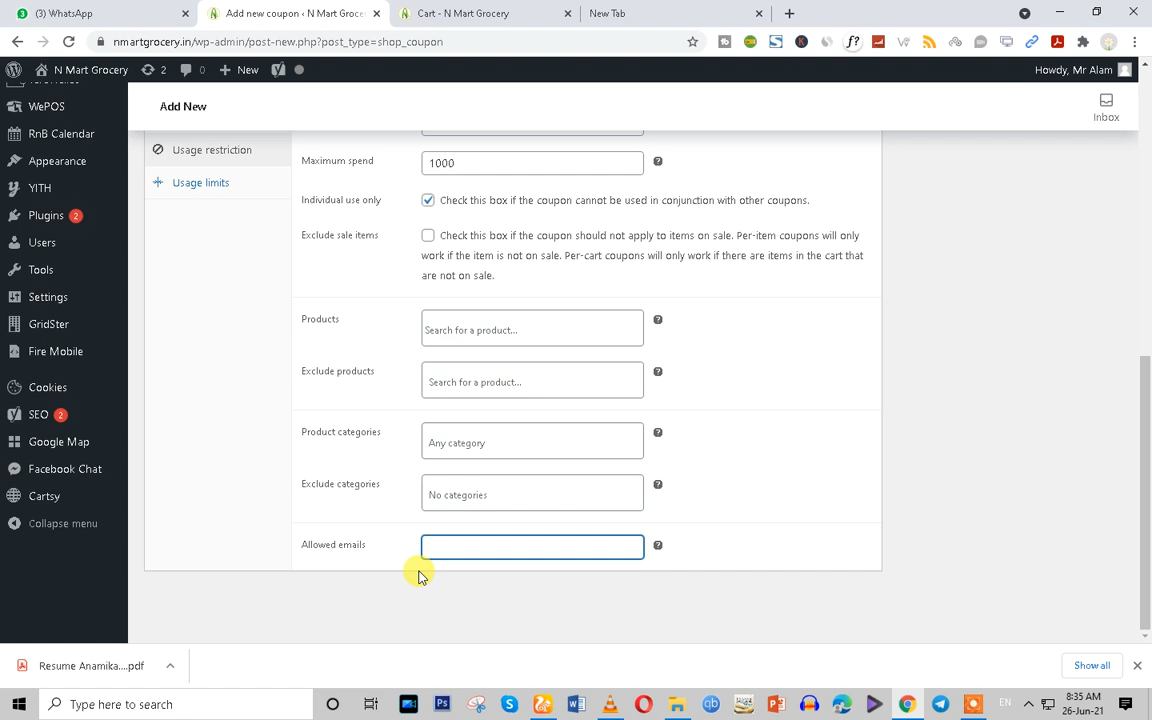 (3) WhatsApp
Add new coupon ‹ N Mart Groce
Cart - N Mart Grocery
New Tab
nmartgrocery.in/wp-admin/post-new.php?post_type=shop_coupon
N Mart Grocery
2
0
New
Howdy, Mr Alam
WePOS
RnB Calendar
Appearance
YITH
Plugins 2
Users
Tools
Settings
GridSter
Fire Mobile
Cookies
SEO 2
Google Map
Facebook Chat
Cartsy
Collapse menu
Add New
Inbox
Usage restriction
Usage limits
Maximum spend
1000
Individual use only
Check this box if the coupon cannot be used in conjunction with other coupons.
Exclude sale items
Check this box if the coupon should not apply to items on sale. Per-item coupons will only
work if the item is not on sale. Per-cart coupons will only work if there are items in the cart that
are not on sale.
Products
Search for a product...
Exclude products
Search for a product...
Product categories
Any category
Exclude categories
No categories
Allowed emails
Resume Anamika....pdf
Show all
Type here to search
EN
8:35 AM
26-Jun-21